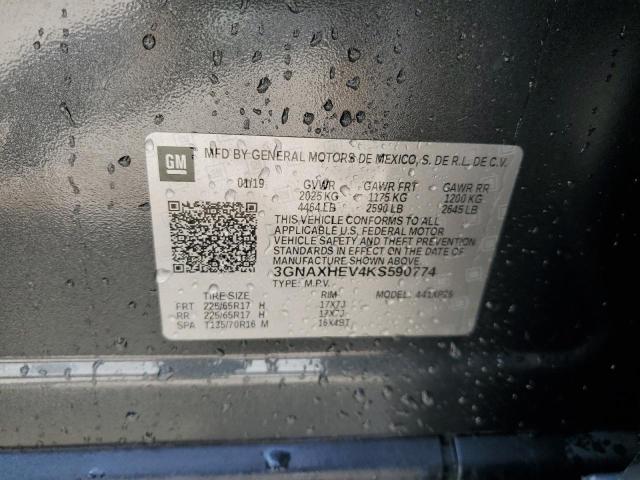 GM MFD BY GENERAL MOTORS DE MEXICO, S. DE R.L. DE C.V.
01/19 GVWR GAWR FRT GAWR RR
2025 KG 1175 KG 1200 KG
4464 LB 2590 LB 2645 LB
THIS VEHICLE CONFORMS TO ALL
APPLICABLE U.S. FEDERAL MOTOR
VEHICLE SAFETY AND THEFT PREVENTION
STANDARDS IN EFFECT ON THE DATE OF
MANUFACTURE SHOWN ABOVE.
3GNAXHEV4KS590774
TYPE: M.P.V. MODEL: 441XP26
TIRE SIZE RIM
FRT 225/65R17 H 17X7J
RR 225/65R17 H 17X7J
SPA T135/70R16 M 16X4BT